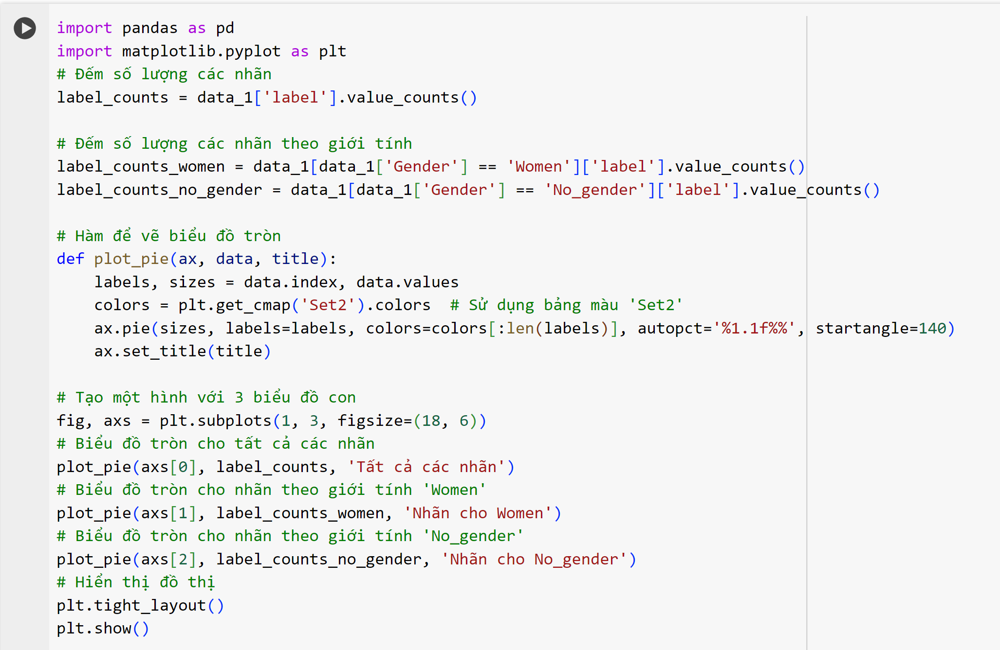 import pandas as pd
import matplotlib.pyplot as plt
# Đếm số lượng các nhãn
label_counts = data_1['label'].value_counts()
# Đếm số lượng các nhãn theo giới tính
label_counts_women = data_1[data_1['Gender'] == 'Women']['label'].value_counts()
label_counts_no_gender = data_1[data_1['Gender'] == 'No_gender']['label'].value_counts()
# Hàm để vẽ biểu đồ tròn
def plot_pie(ax, data, title):
    labels, sizes = data.index, data.values
    colors = plt.get_cmap('Set2').colors  # Sử dụng bảng màu 'Set2'
    ax.pie(sizes, labels=labels, colors=colors[:len(labels)], autopct='%1.1f%%', startangle=140)
    ax.set_title(title)
# Tạo một hình với 3 biểu đồ con
fig, axs = plt.subplots(1, 3, figsize=(18, 6))
# Biểu đồ tròn cho tất cả các nhãn
plot_pie(axs[0], label_counts, 'Tất cả các nhãn')
# Biểu đồ tròn cho nhãn theo giới tính 'Women'
plot_pie(axs[1], label_counts_women, 'Nhãn cho Women')
# Biểu đồ tròn cho nhãn theo giới tính 'No_gender'
plot_pie(axs[2], label_counts_no_gender, 'Nhãn cho No_gender')
# Hiển thị đồ thị
plt.tight_layout()
plt.show()